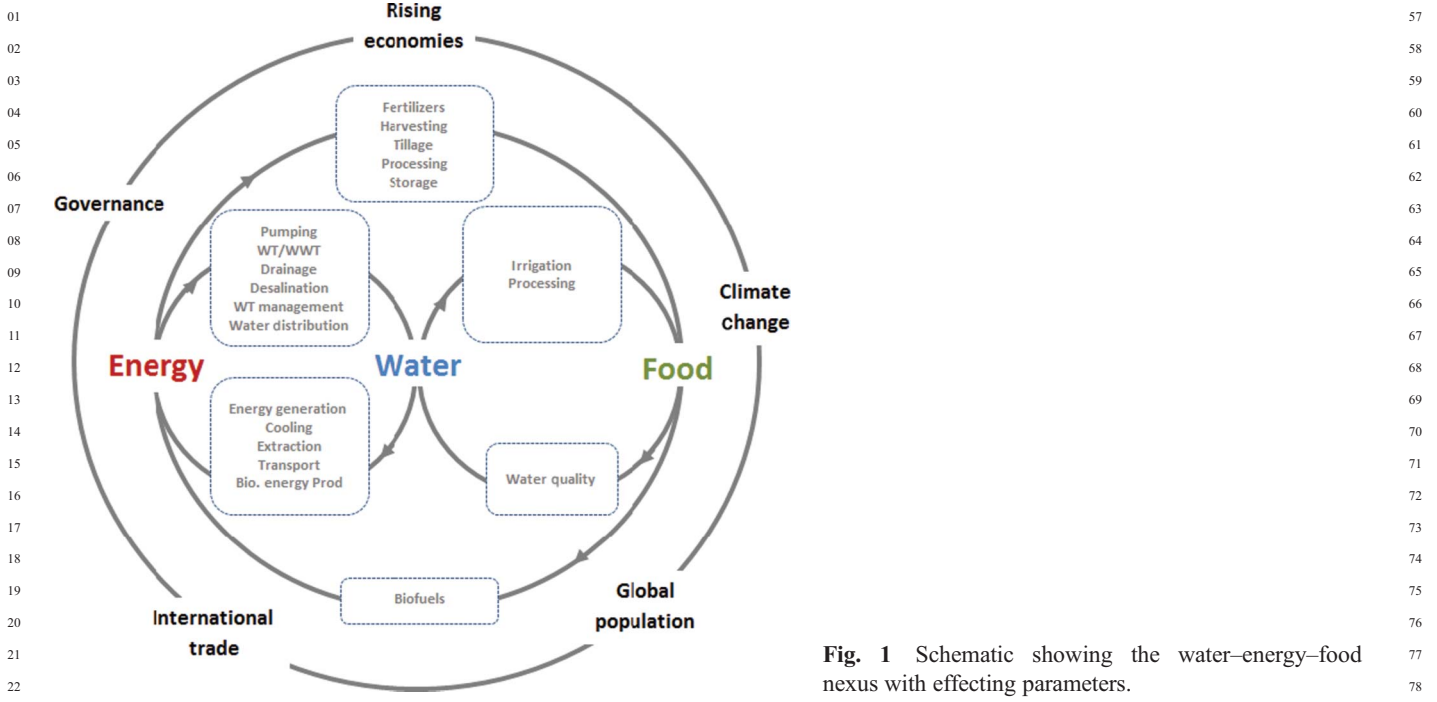 01
02
03
04
05
06
07
08
09
10
11
12
13
14
15
16
17
18
19
20
21
22
Rising
economies
Fertilizers
Harvesting
Tillage
Processing
Storage
Governance
Pumping
WT/WWT
Drainage
Desalination
WT management
Water distribution
Irrigation
Processing
Climate
change
Energy
Water
Food
Energy generation
Cooling
Extraction
Transport
Bio. energy Prod
Water quality
Biofuels
International
trade
Global
population
Fig. 1 Schematic showing the water–energy–food
nexus with effecting parameters.
57
58
59
60
61
62
63
64
65
66
67
68
69
70
71
72
73
74
75
76
77
78